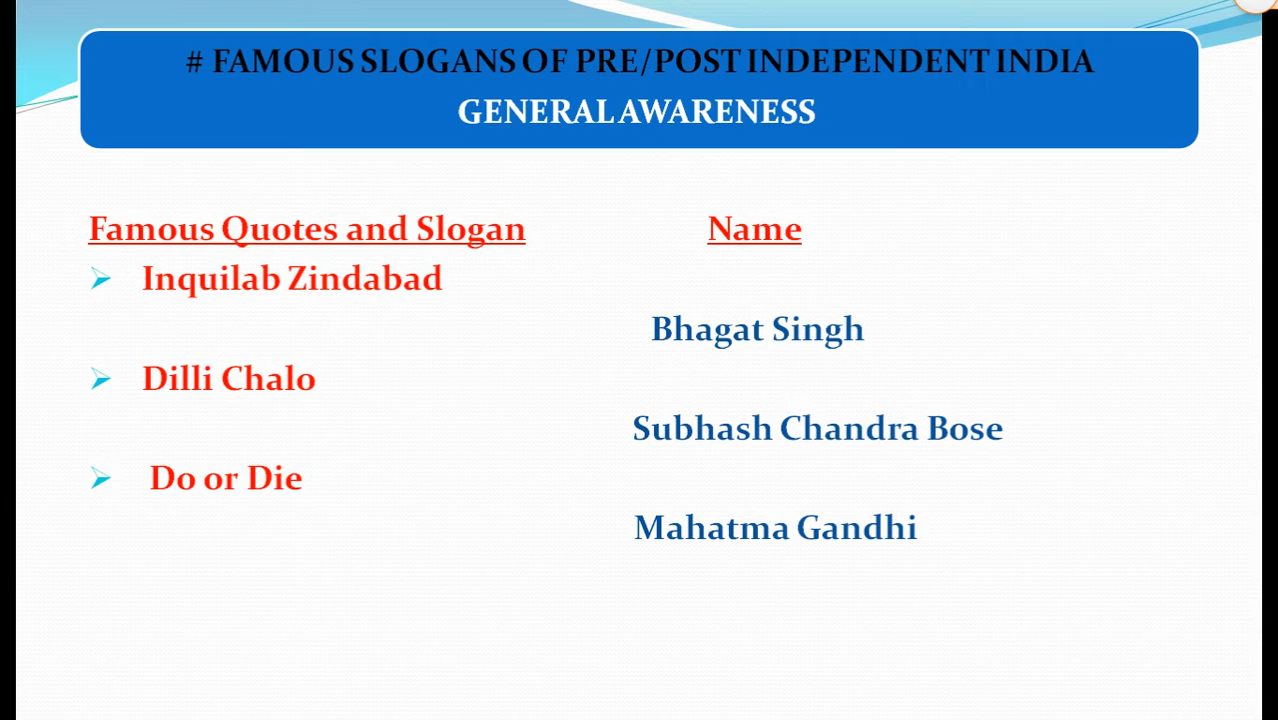 # FAMOUS SLOGANS OF PRE/POST INDEPENDENT INDIA
GENERAL AWARENESS
Famous Quotes and Slogan Name
Inquilab Zindabad
Bhagat Singh
Dilli Chalo
Subhash Chandra Bose
Do or Die
Mahatma Gandhi